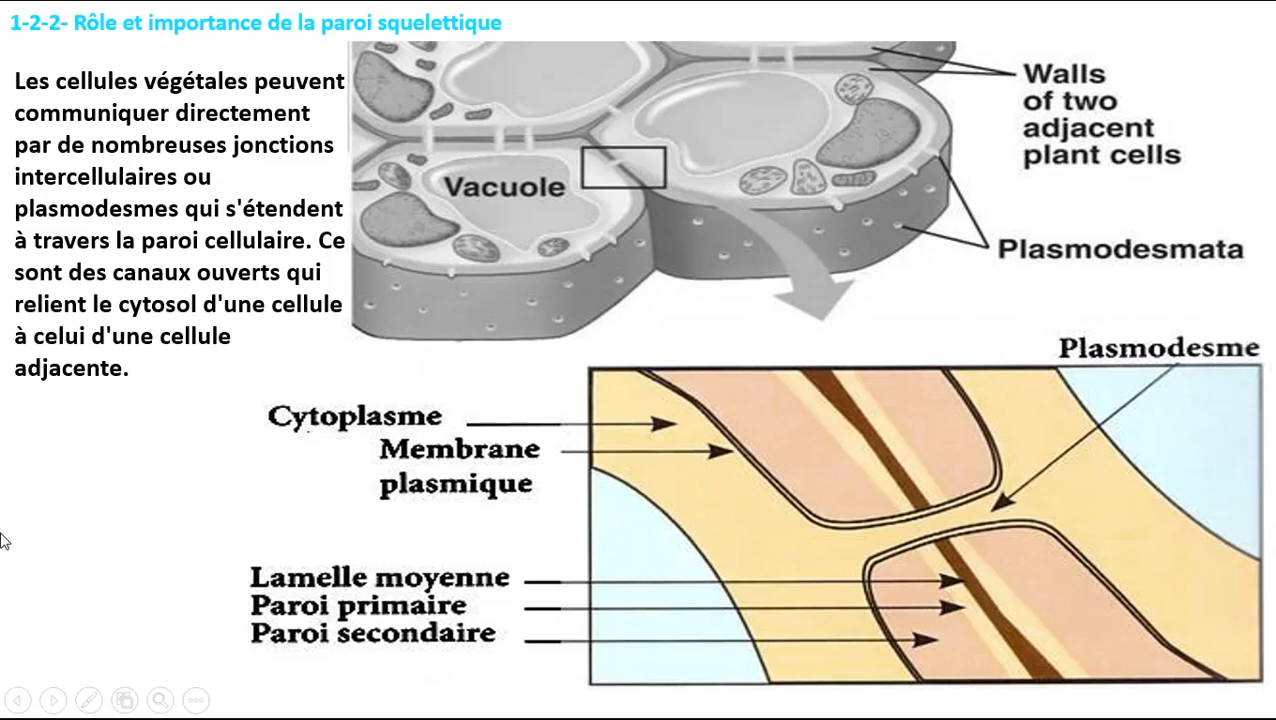 1-2-2- Rôle et importance de la paroi squelettique
Les cellules végétales peuvent
communiquer directement
par de nombreuses jonctions
intercellulaires ou
plasmodesmes qui s'étendent
à travers la paroi cellulaire. Ce
sont des canaux ouverts qui
relient le cytosol d'une cellule
à celui d'une cellule
adjacente.
Walls
of two
adjacent
plant cells
Vacuole
Plasmodesmata
Plasmodesme
Cytoplasme
Membrane
plasmique
Lamelle moyenne
Paroi primaire
Paroi secondaire